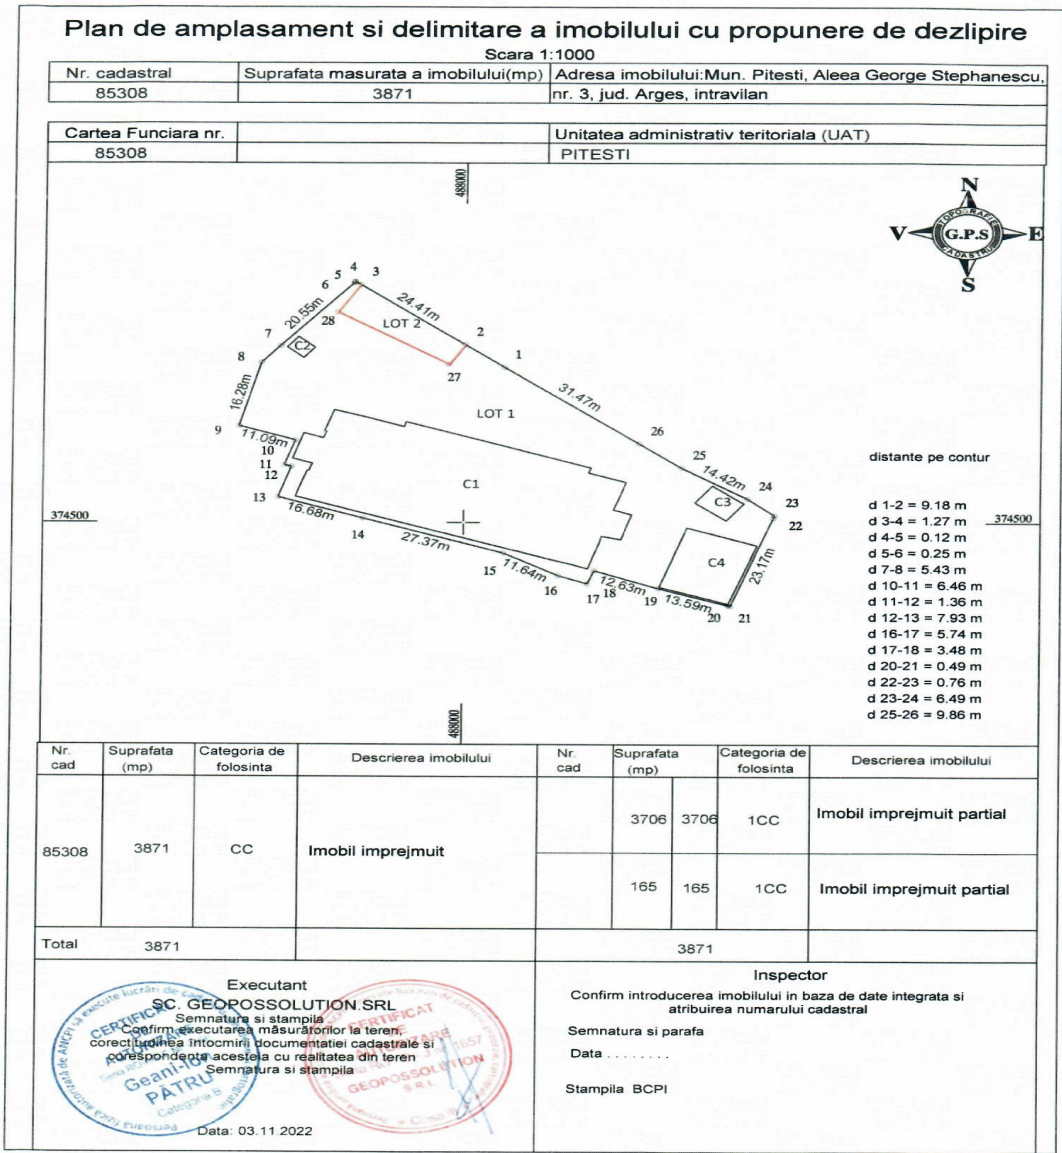 Plan de amplasament si delimitare a imobilului cu propunere de dezlipire
Scara 1:1000
Nr. cadastral Suprafata masurata a imobilului(mp) Adresa imobilului:Mun. Pitesti, Aleea George Stephanescu,
85308 3871 nr. 3, jud. Arges, intravilan
Cartea Funciara nr. Unitatea administrativ teritoriala (UAT)
85308 PITESTI
488000
N
TOPOGRAFIE
V G.P.S E
CADASTRU
S
4
5 3
6
24.41m
20.55m
LOT 2
28
2
7
C2
1
8
27
16.28m
31.47m
LOT 1
9
26
11.09m
10
25
11
14.42m
12
C1
24
13
C3
23
16.68m
22
374500
374500
14
27.37m
C4
23.17m
15
11.64m
16
12.63m
17
18
19
13.59m
20 21
distante pe contur
d 1-2 = 9.18 m
d 3-4 = 1.27 m
d 4-5 = 0.12 m
d 5-6 = 0.25 m
d 7-8 = 5.43 m
d 10-11 = 6.46 m
d 11-12 = 1.36 m
d 12-13 = 7.93 m
d 16-17 = 5.74 m
d 17-18 = 3.48 m
d 20-21 = 0.49 m
d 22-23 = 0.76 m
d 23-24 = 6.49 m
d 25-26 = 9.86 m
488000
Nr. cad Suprafata (mp) Categoria de folosinta Descrierea imobilului Nr. cad Suprafata (mp) Categoria de folosinta Descrierea imobilului
3706 3706 1CC Imobil imprejmuit partial
85308 3871 CC Imobil imprejmuit
165 165 1CC Imobil imprejmuit partial
Total 3871 3871
Executant
SC. GEOPOSSOLUTION.SRL
Semnatura si stampila
Confirm executarea măsurătorilor la teren,
corectitudinea întocmirii documentatiei cadastrale si
corespondenta acesteia cu realitatea din teren
Semnatura si stampila
Data: 03.11.2022
CERTIFICAT
DE
AUTORIZARE
Geani-Ion
PĂTRU
Categoria B
CERTIFICAT
DE
AUTORIZARE
GEOPOSSOLUTION
S R L
Inspector
Confirm introducerea imobilului in baza de date integrata si
atribuirea numarului cadastral
Semnatura si parafa
Data . . . . . . . .
Stampila BCPI